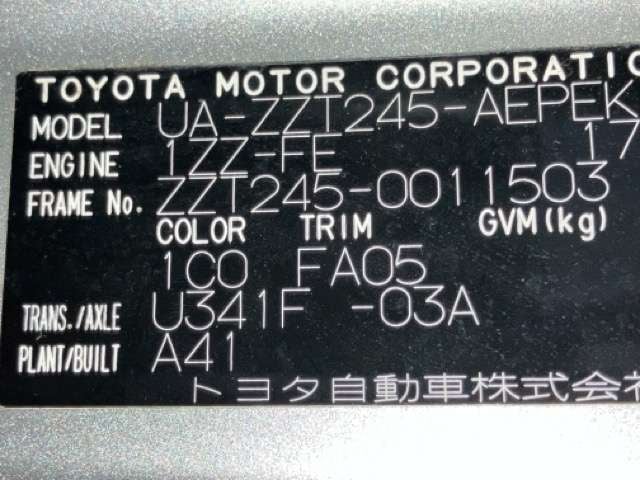 TOYOTA MOTOR CORPORATIO
MODEL UA-ZZT245-AEPEK
ENGINE 1ZZ-FE 17
FRAME No. ZZT245-0011503
COLOR TRIM GVM(kg)
1C0 FA05
TRANS./AXLE U341F -03A
PLANT/BUILT A41
トヨタ自動車株式会